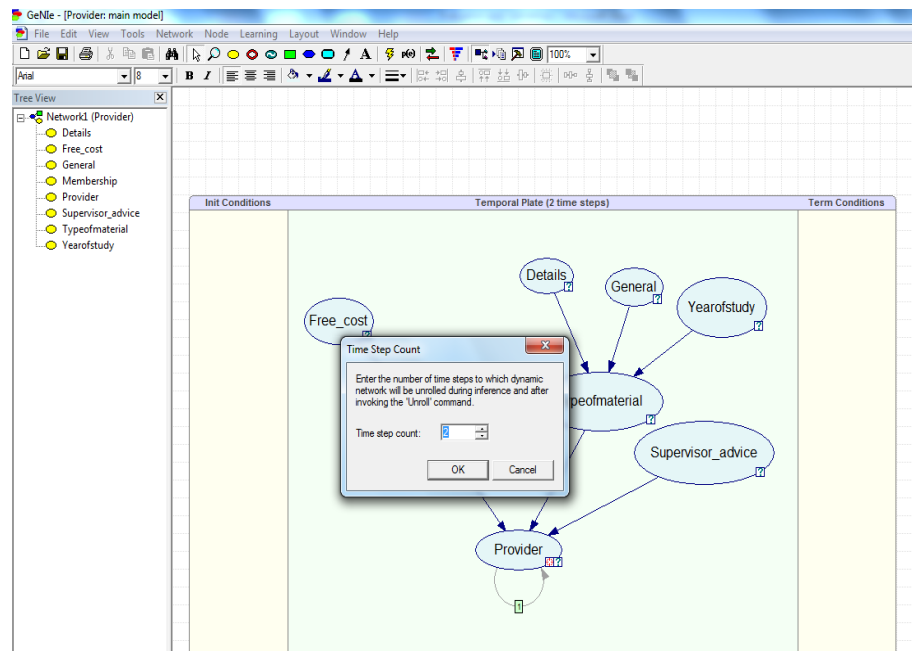 GeNIe - [Provider: main model]
File Edit View Tools Network Node Learning Layout Window Help
100%
Arial 8 B I A
Tree View
Network1 (Provider)
Details
Free_cost
General
Membership
Provider
Supervisor_advice
Typeofmaterial
Yearofstudy
Init Conditions Temporal Plate (2 time steps) Term Conditions
Details
General
Yearofstudy
Free_cost
Time Step Count
Enter the number of time steps to which dynamic
network will be unrolled during inference and after
invoking the 'Unroll' command.
Time step count: 2
OK Cancel
peofmaterial
Supervisor_advice
Provider
1